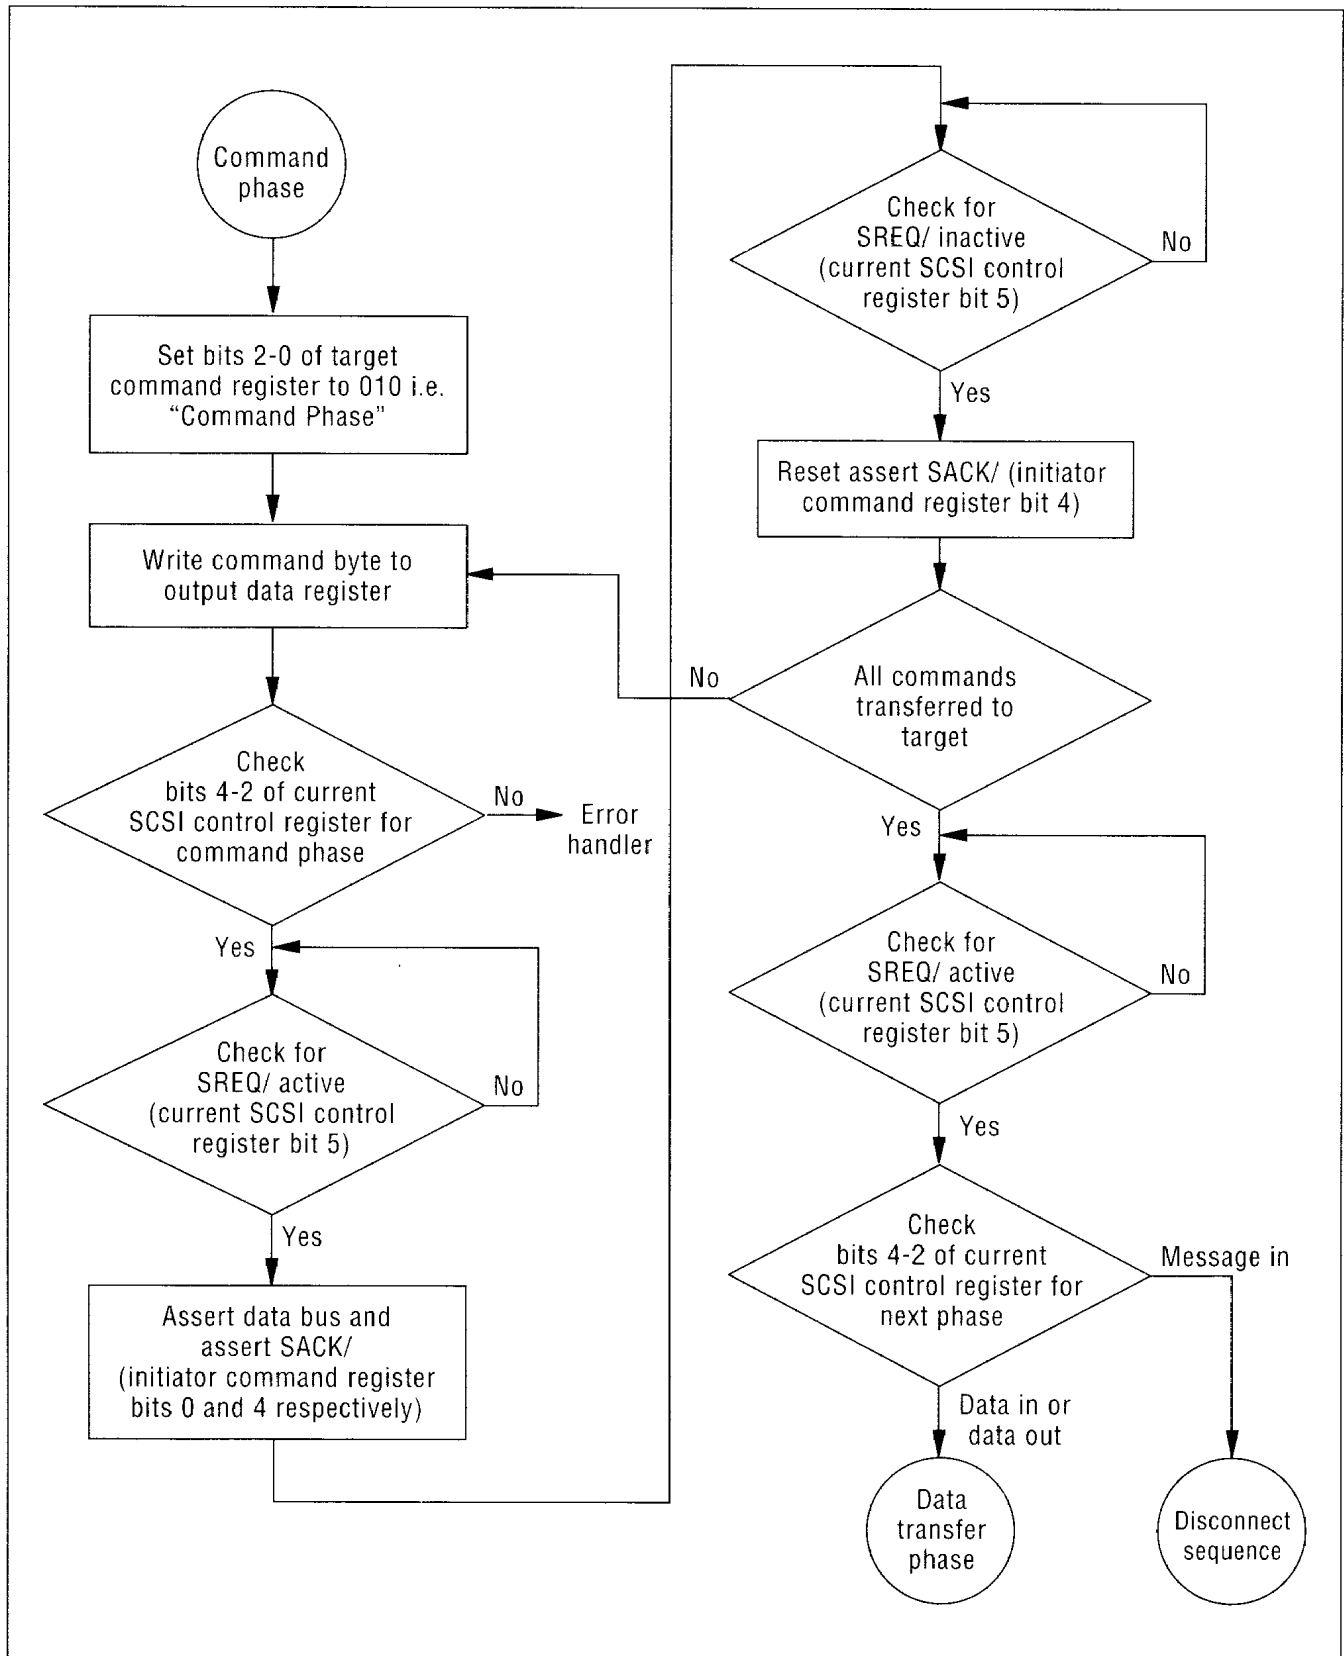 Command
phase
Set bits 2-0 of target
command register to 010 i.e.
“Command Phase”
Write command byte to
output data register
Check
bits 4-2 of current
SCSI control register for
command phase
No
Error
handler
Yes
Check for
SREQ/ active
(current SCSI control
register bit 5)
No
Yes
Assert data bus and
assert SACK/
(initiator command register
bits 0 and 4 respectively)
Check for
SREQ/ inactive
(current SCSI control
register bit 5)
No
Yes
Reset assert SACK/ (initiator
command register bit 4)
All commands
transferred to
target
No
Yes
Check for
SREQ/ active
(current SCSI control
register bit 5)
No
Yes
Check
bits 4-2 of current
SCSI control register for
next phase
Message in
Data in or
data out
Data
transfer
phase
Disconnect
sequence